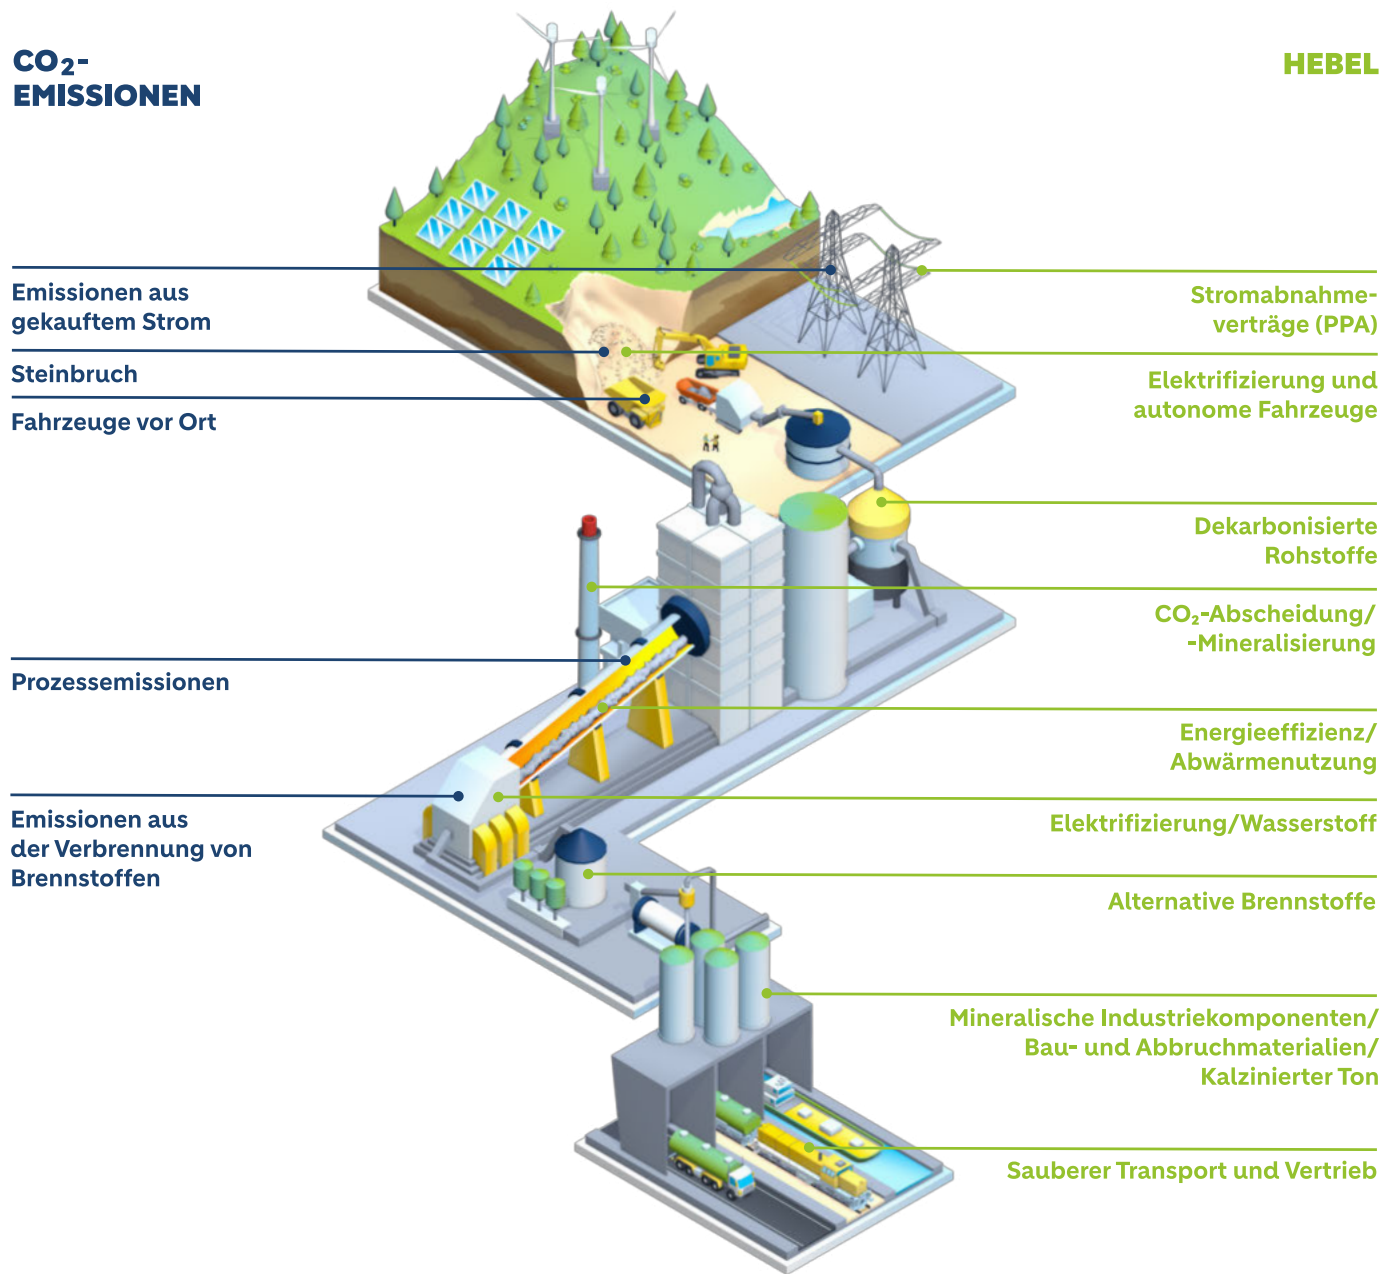 CO₂-
EMISSIONEN
HEBEL
Emissionen aus
gekauftem Strom
Steinbruch
Fahrzeuge vor Ort
Prozessemissionen
Emissionen aus
der Verbrennung von
Brennstoffen
Stromabnahme-
verträge (PPA)
Elektrifizierung und
autonome Fahrzeuge
Dekarbonisierte
Rohstoffe
CO₂-Abscheidung/
-Mineralisierung
Energieeffizienz/
Abwärmenutzung
Elektrifizierung/Wasserstoff
Alternative Brennstoffe
Mineralische Industriekomponenten/
Bau- und Abbruchmaterialien/
Kalzinierter Ton
Sauberer Transport und Vertrieb